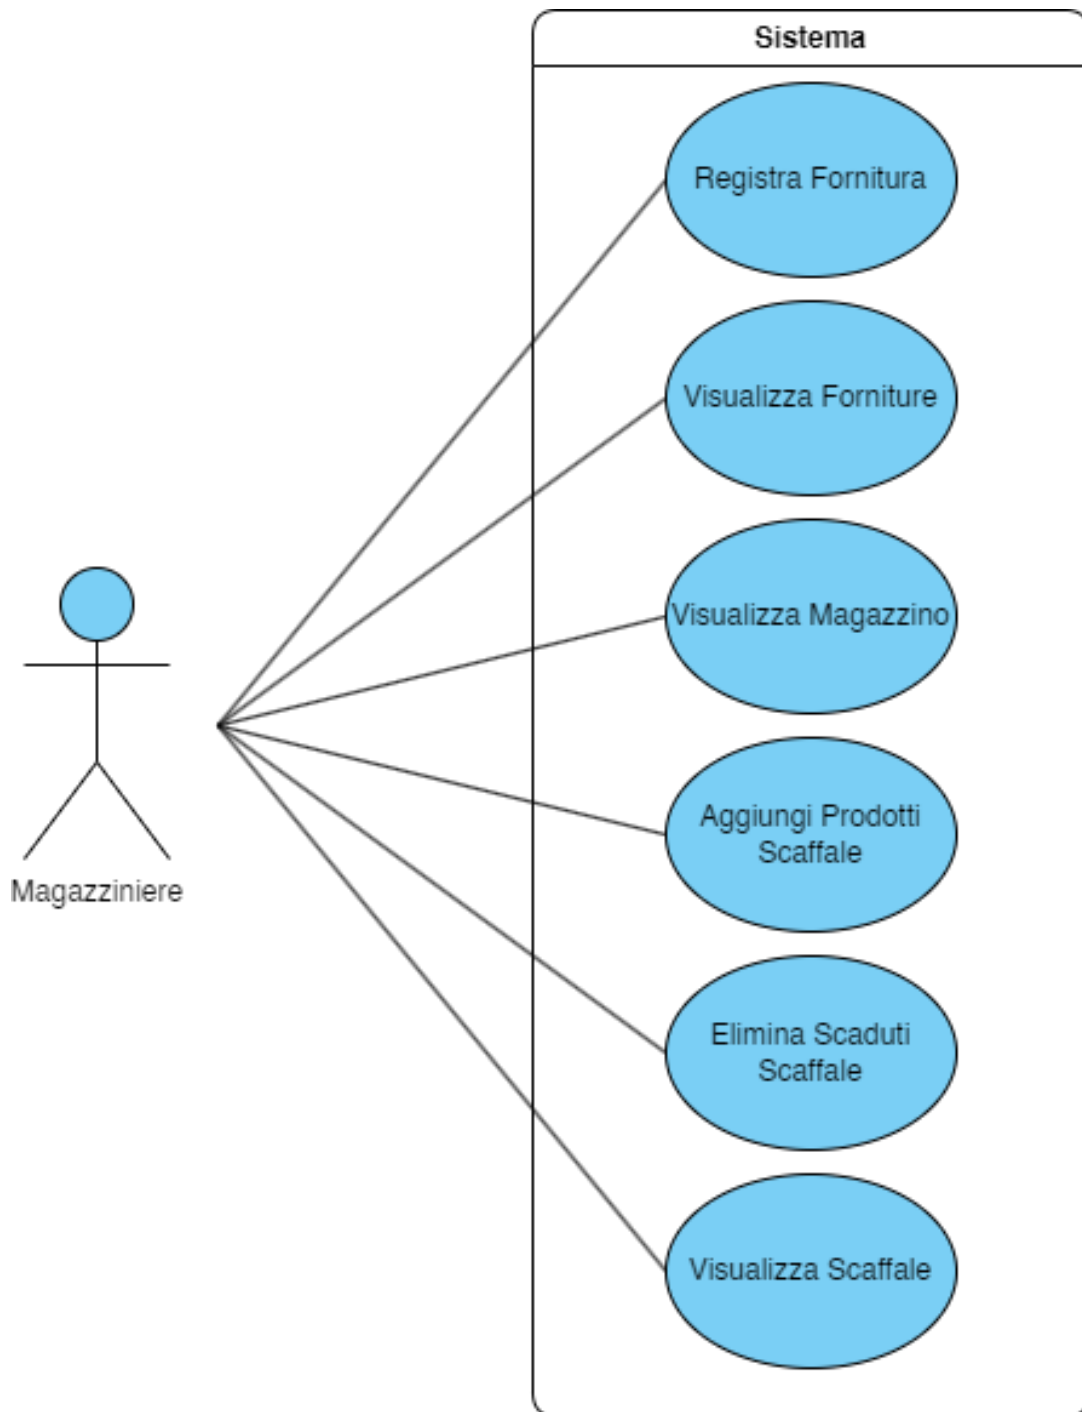 Sistema
Registra Fornitura
Visualizza Forniture
Visualizza Magazzino
Aggiungi Prodotti
Scaffale
Magazziniere
Elimina Scaduti
Scaffale
Visualizza Scaffale